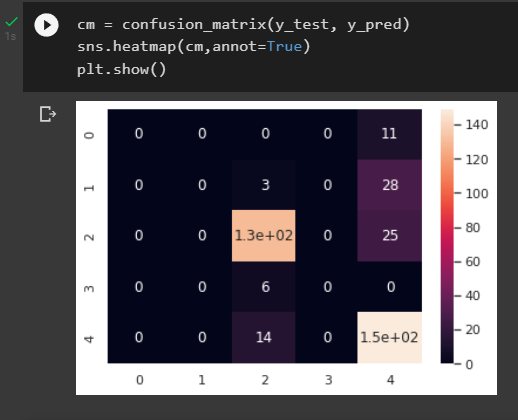 cm = confusion_matrix(y_test, y_pred)
1s
sns.heatmap(cm,annot=True)
plt.show()
0 0 0 0 0 11 140
120
1 0 0 3 0 28
100
2 0 0 1.3e+02 0 25 80
60
3 0 0 6 0 0 40
20
4 0 0 14 0 1.5e+02
0
0 1 2 3 4